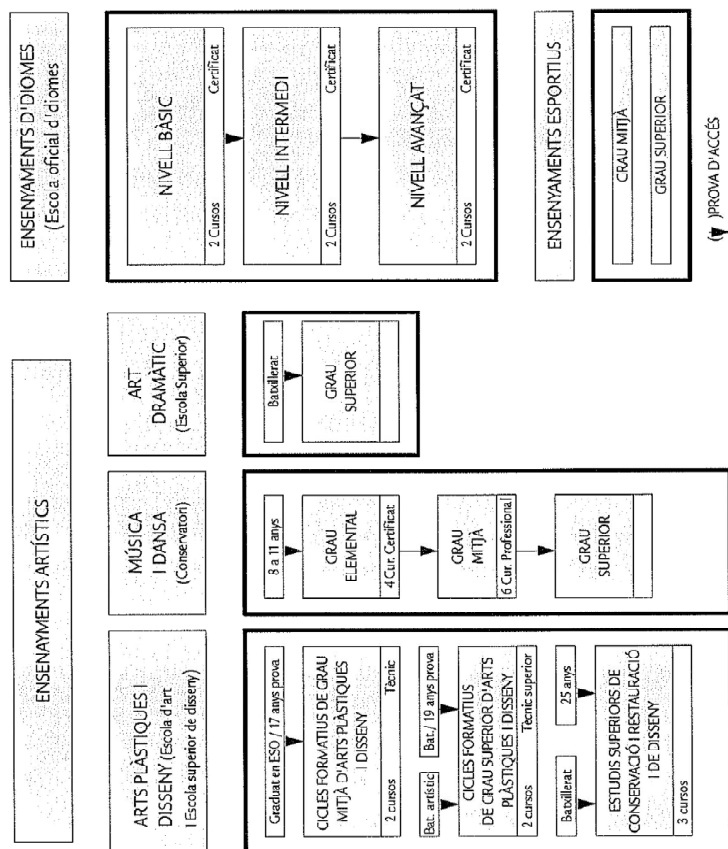 ENSENAYMENTS ARTÍSTICS
ARTS PLÀSTIQUES I
DISSENY (Escola d'art
I Escola superior de disseny)
Graduat en ESO / 17 anys prova
CICLES FORMATIUS DE GRAU
MITJÀ D'ARTS PLÀSTIQUES
I DISSENY
2 cursos Tècnic
Bat. artístic
Bat./ 19 anys prova
CICLES FORMATIUS
DE GRAU SUPERIOR D'ARTS
PLÀSTIQUES I DISSENY
2 cursos Tècnic superior
Batxillerat
25 anys
ESTUDIS SUPERIORS DE
CONSERVACIÓ I RESTAURACIÓ
I DE DISSENY
3 cursos
MÚSICA
I DANSA
(Conservatori)
8 a 11 anys
GRAU
ELEMENTAL
4 Cur. Certificat
GRAU
MITJÀ
6 Cur. Professional
GRAU
SUPERIOR
ART
DRAMÀTIC
(Escola Superior)
Batxillerat
GRAU
SUPERIOR
ENSENYAMENTS D'IDIOMES
(Escola oficial d'idiomes)
NIVELL BÀSIC
2 Cursos Certificat
NIVELL INTERMEDI
2 Cursos Certificat
NIVELL AVANÇAT
2 Cursos Certificat
ENSENYAMENTS ESPORTIUS
CRAU MITJÀ
GRAU SUPERIOR
( )PROVA D'ACCÉS